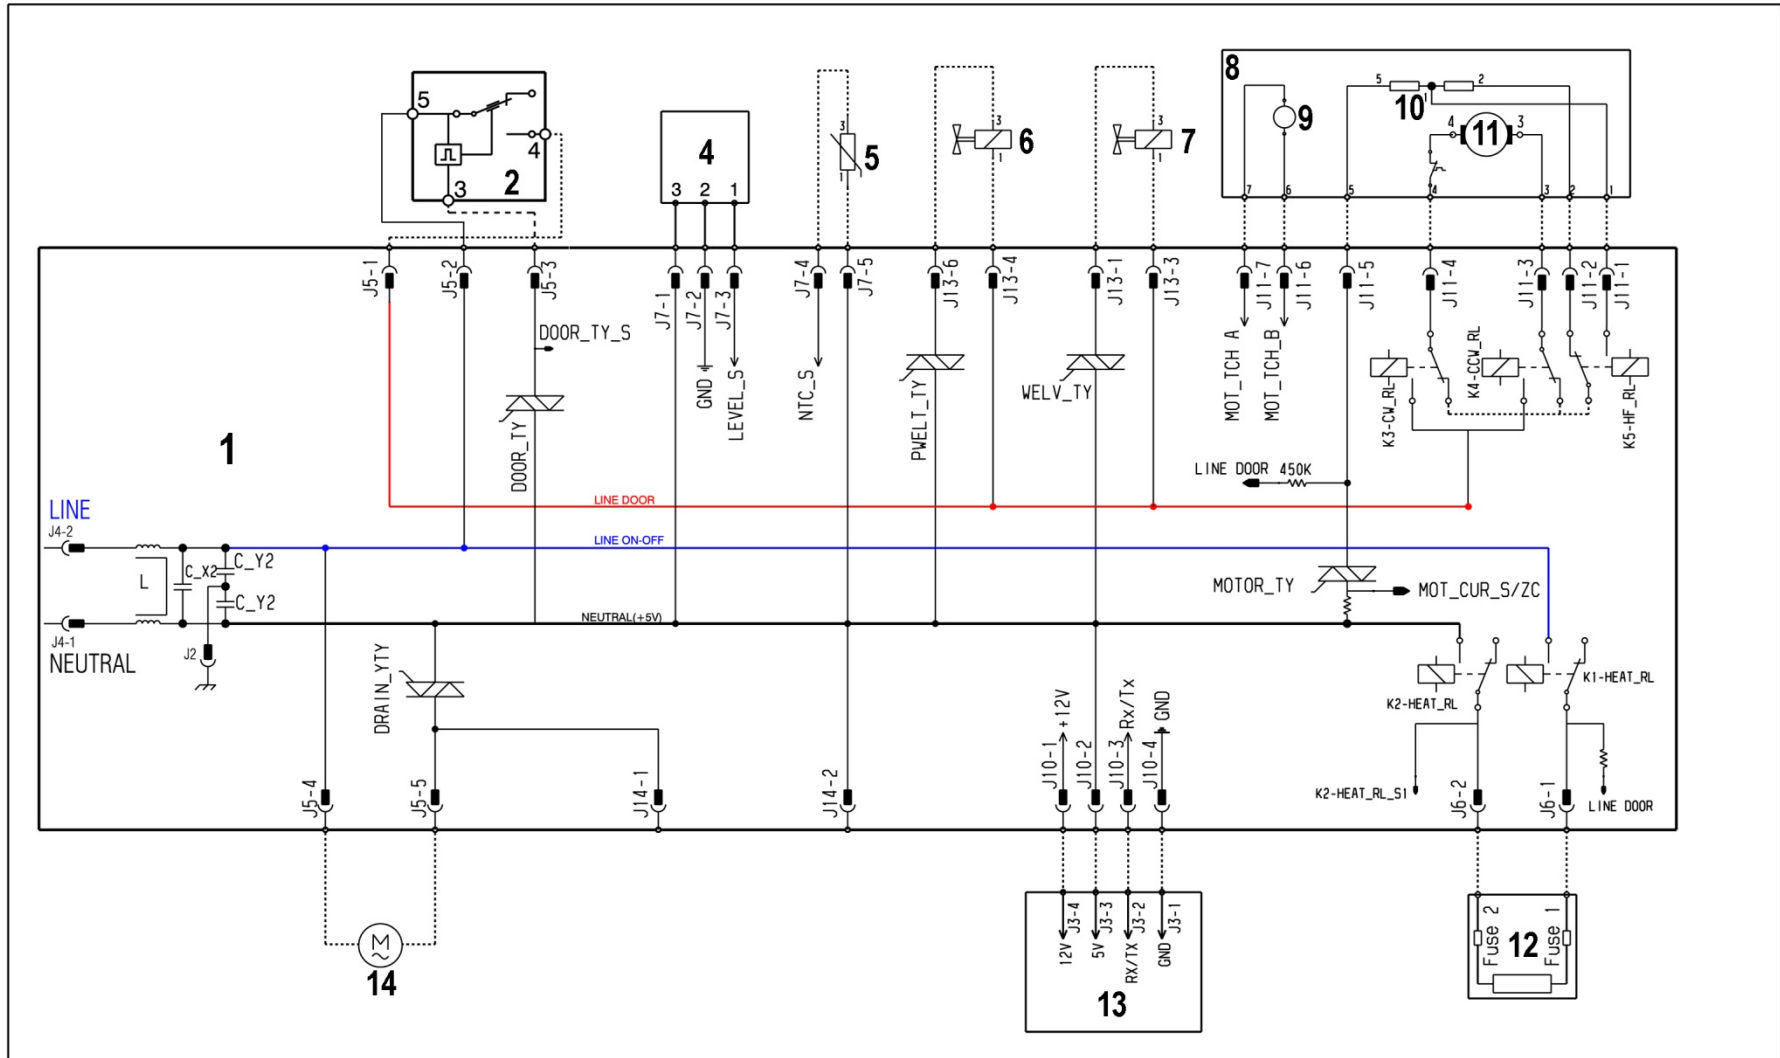 5
4
3
2
4
3 2 1
3
1
5
3
1
6
3
1
7
8
9
5
2
10
1
4
11
3
7
6
5
4
3
2
1
J5-1
J5-2
J5-3
J7-1
J7-2
J7-3
J7-4
J7-5
J13-6
J13-4
J13-1
J13-3
J11-7
J11-6
J11-5
J11-4
J11-3
J11-2
J11-1
DOOR_TY_S
DOOR_TY
GND
LEVEL_S
NTC_S
PWELT_TY
WELV_TY
MOT_TCH A
MOT_TCH_B
K3-CW_RL
K4-CCW_RL
K5-HF_RL
1
LINE DOOR 450K
LINE DOOR
LINE
J4-2
LINE ON-OFF
C_X2
C_Y2
L
C_Y2
MOTOR_TY
MOT_CUR_S/ZC
NEUTRAL(+5V)
J4-1
NEUTRAL
J2
DRAIN_YTY
K2-HEAT_RL
K1-HEAT_RL
+12V
Rx/Tx
GND
J5-4
J5-5
J14-1
J14-2
J10-1
J10-2
J10-3
J10-4
K2-HEAT_RL_S1
J6-2
J6-1
LINE DOOR
J3-4
J3-3
J3-2
J3-1
12V
5V
RX/TX
GND
13
Fuse 2
Fuse 1
12
14